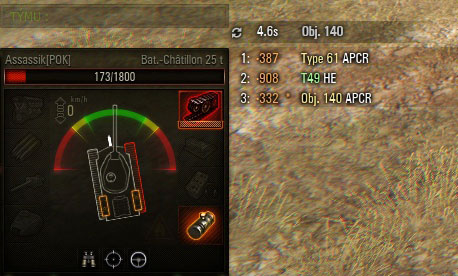 TYMU
4.6s Obj. 140
Assassik[POK] Bat.-Châtillon 25 t
173/1800
1: -387 Type 61 APCR
2: -908 T49 HE
3: -332 Obj. 140 APCR
km/h
0